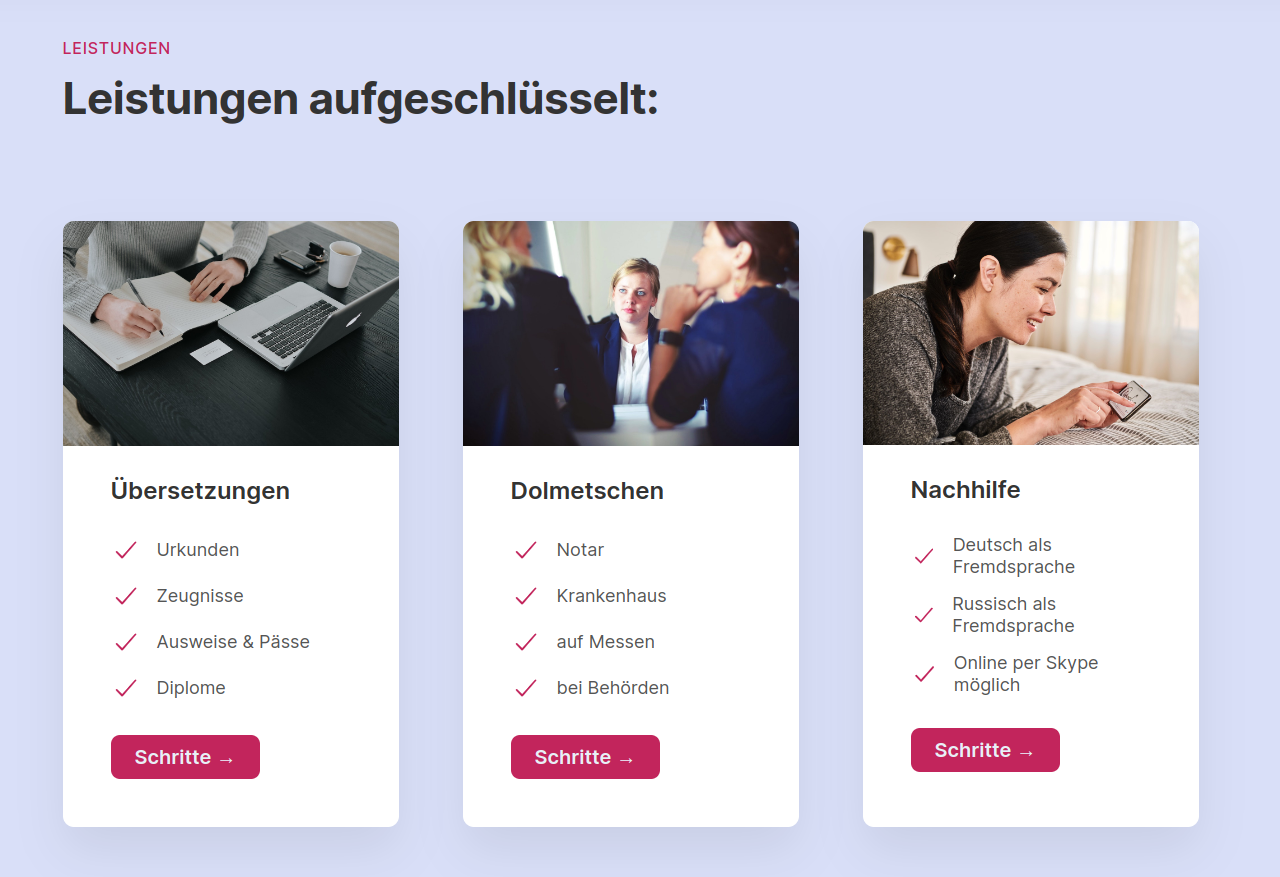 LEISTUNGEN
Leistungen aufgeschlüsselt:
Übersetzungen
Urkunden
Zeugnisse
Ausweise & Pässe
Diplome
Schritte →
Dolmetschen
Notar
Krankenhaus
auf Messen
bei Behörden
Schritte →
Nachhilfe
Deutsch als
Fremdsprache
Russisch als
Fremdsprache
Online per Skype
möglich
Schritte →